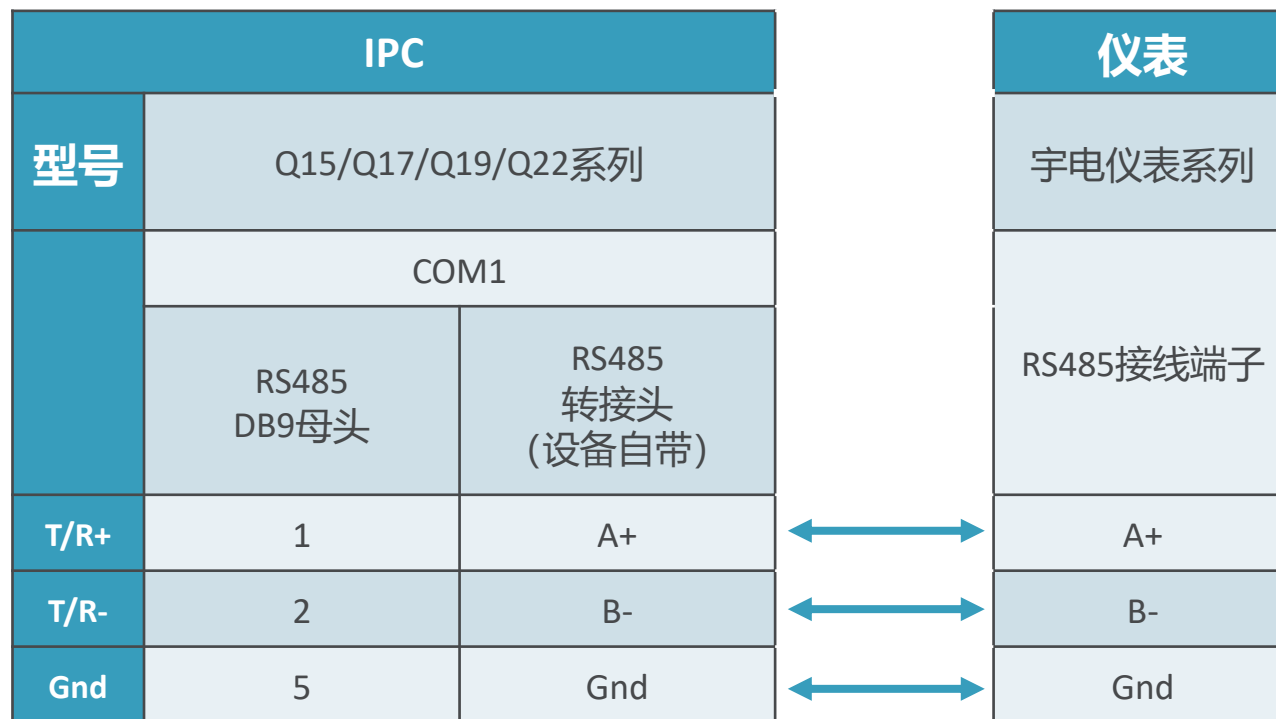 IPC
仪表
型号
Q15/Q17/Q19/Q22系列
宇电仪表系列
COM1
RS485
DB9母头
RS485
转接头
(设备自带)
RS485接线端子
T/R+
1
A+
A+
T/R-
2
B-
B-
Gnd
5
Gnd
Gnd